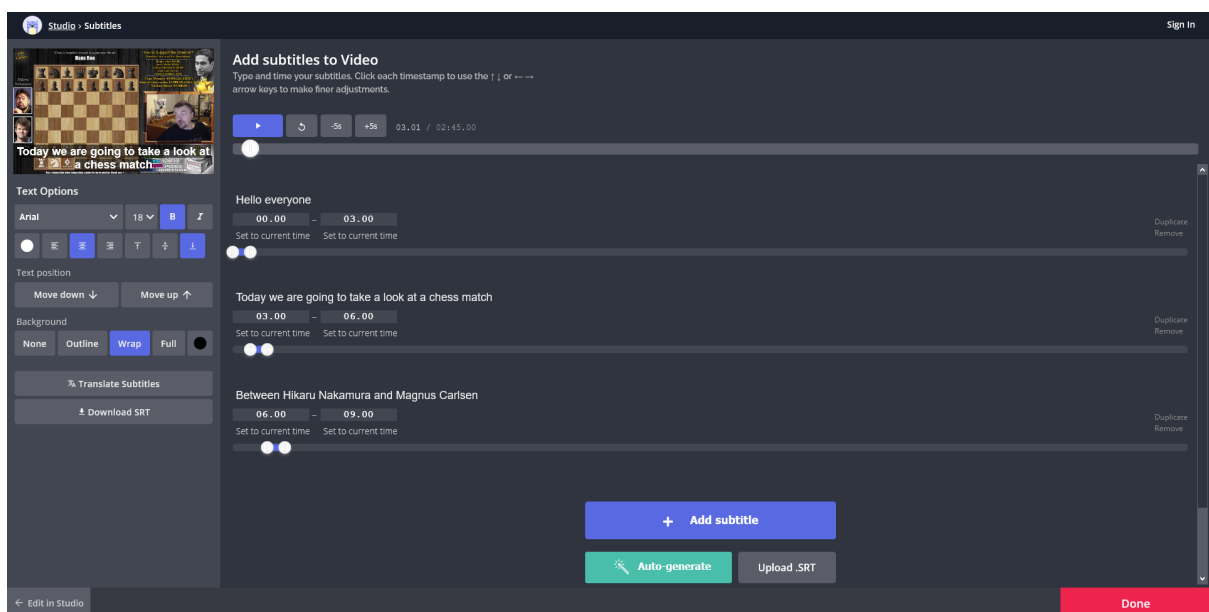 Studio › Subtitles
Sign In
Hans Ree
Today we are going to take a look at
a chess match
Text Options
Arial
18
B
I
Text position
Move down ↓
Move up ↑
Background
None
Outline
Wrap
Full
Translate Subtitles
Download SRT
← Edit in Studio
Add subtitles to Video
Type and time your subtitles. Click each timestamp to use the ↑ ↓ or ← →
arrow keys to make finer adjustments.
-5s
+5s
03.01 / 02:45.00
Hello everyone
00.00 – 03.00
Set to current time Set to current time
Duplicate
Remove
Today we are going to take a look at a chess match
03.00 – 06.00
Set to current time Set to current time
Duplicate
Remove
Between Hikaru Nakamura and Magnus Carlsen
06.00 – 09.00
Set to current time Set to current time
Duplicate
Remove
+ Add subtitle
Auto-generate
Upload .SRT
Done